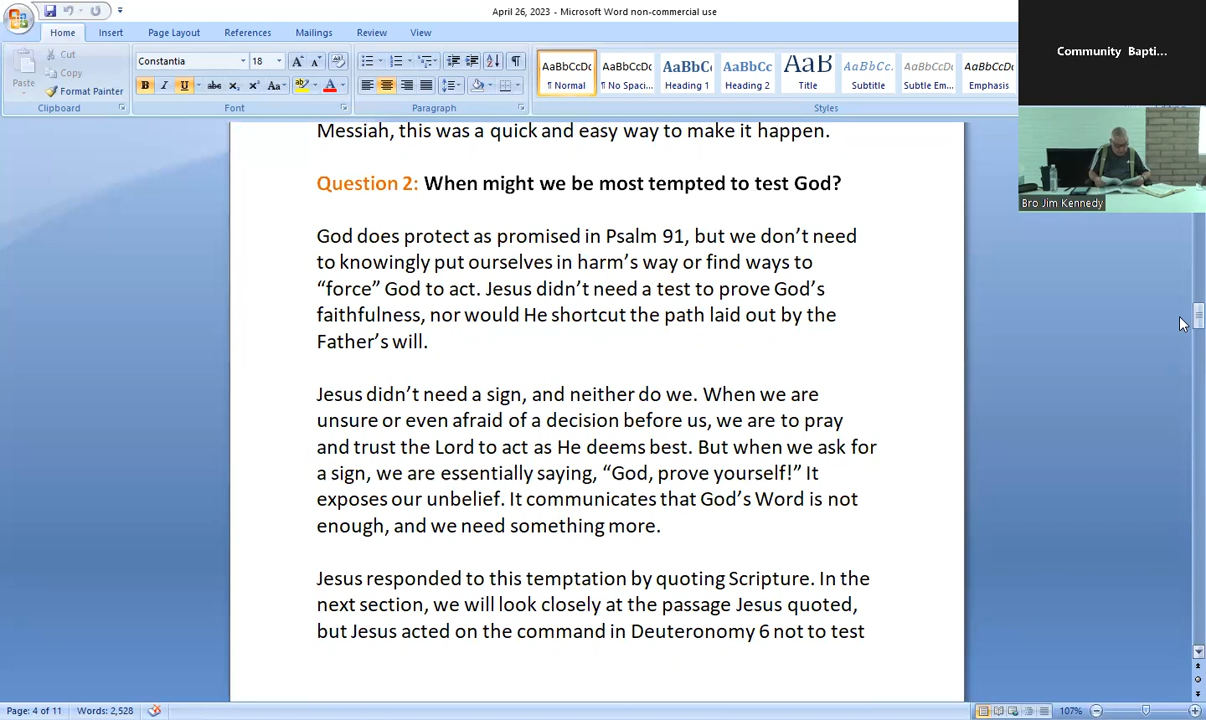 April 26, 2023 - Microsoft Word non-commercial use
Home Insert Page Layout References Mailings Review View
Paste
Cut
Copy
Format Painter
Clipboard
Constantia 18
Font
Paragraph
AaBbCcDc AaBbCcDc AaBbC AaBbCc AaB AaBbCc. AaBbCcDc AaBbCcDc
¶ Normal ¶ No Spaci... Heading 1 Heading 2 Title Subtitle Subtle Em... Emphasis
Styles
Community Bapti...
Bro Jim Kennedy
Messiah, this was a quick and easy way to make it happen.
Question 2: When might we be most tempted to test God?
God does protect as promised in Psalm 91, but we don’t need
to knowingly put ourselves in harm’s way or find ways to
“force” God to act. Jesus didn’t need a test to prove God’s
faithfulness, nor would He shortcut the path laid out by the
Father’s will.
Jesus didn’t need a sign, and neither do we. When we are
unsure or even afraid of a decision before us, we are to pray
and trust the Lord to act as He deems best. But when we ask for
a sign, we are essentially saying, “God, prove yourself!” It
exposes our unbelief. It communicates that God’s Word is not
enough, and we need something more.
Jesus responded to this temptation by quoting Scripture. In the
next section, we will look closely at the passage Jesus quoted,
but Jesus acted on the command in Deuteronomy 6 not to test
Page: 4 of 11 Words: 2,528 107%